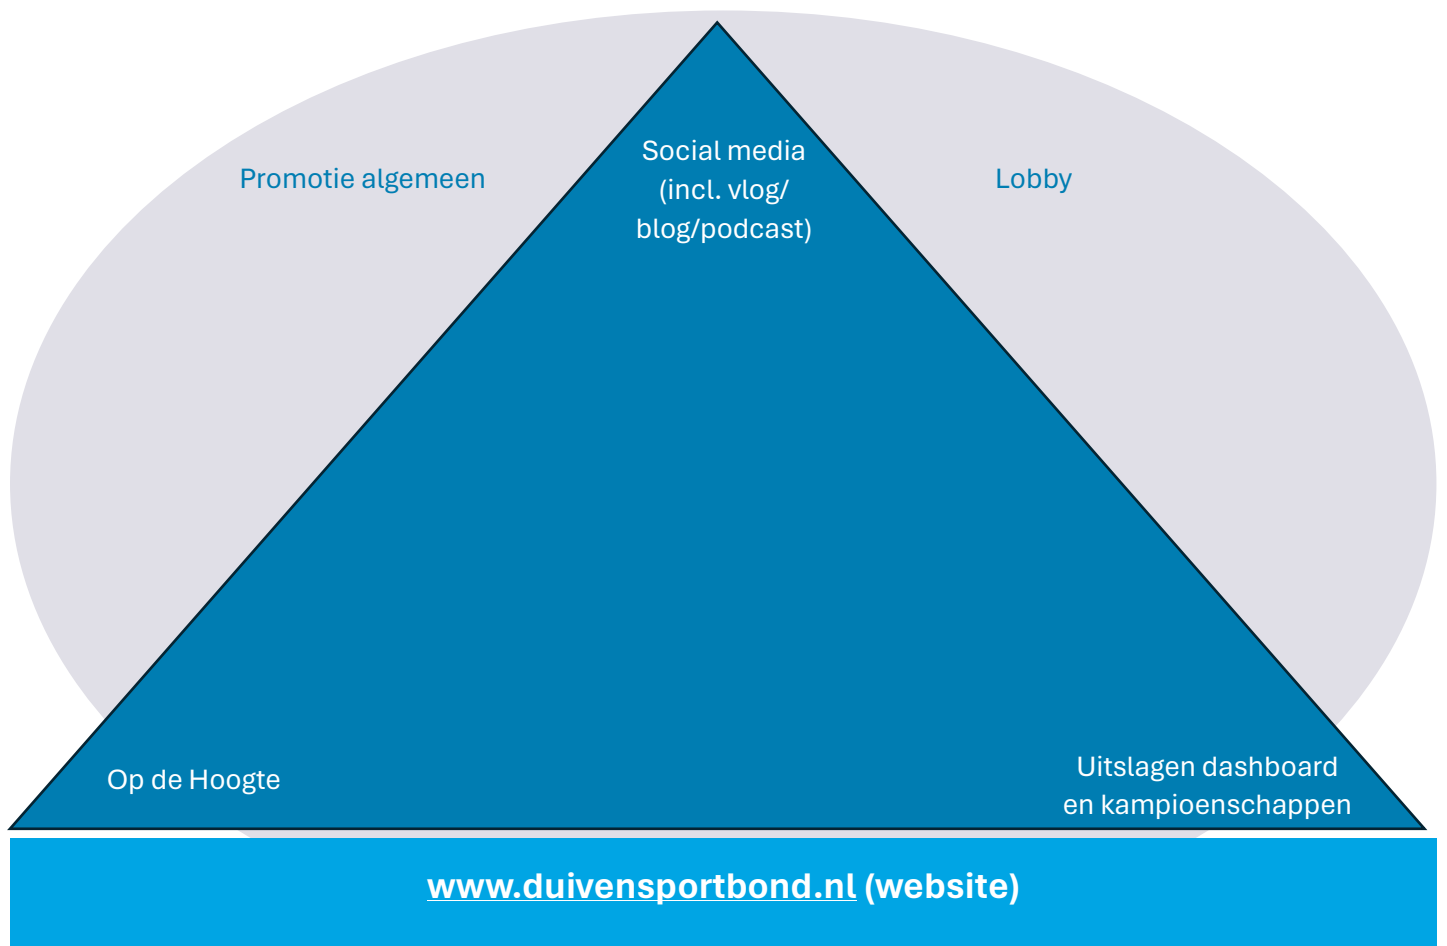 Promotie algemeen
Social media
(incl. vlog/
blog/podcast)
Lobby
Op de Hoogte
Uitslagen dashboard
en kampioenschappen
www.duivensportbond.nl (website)